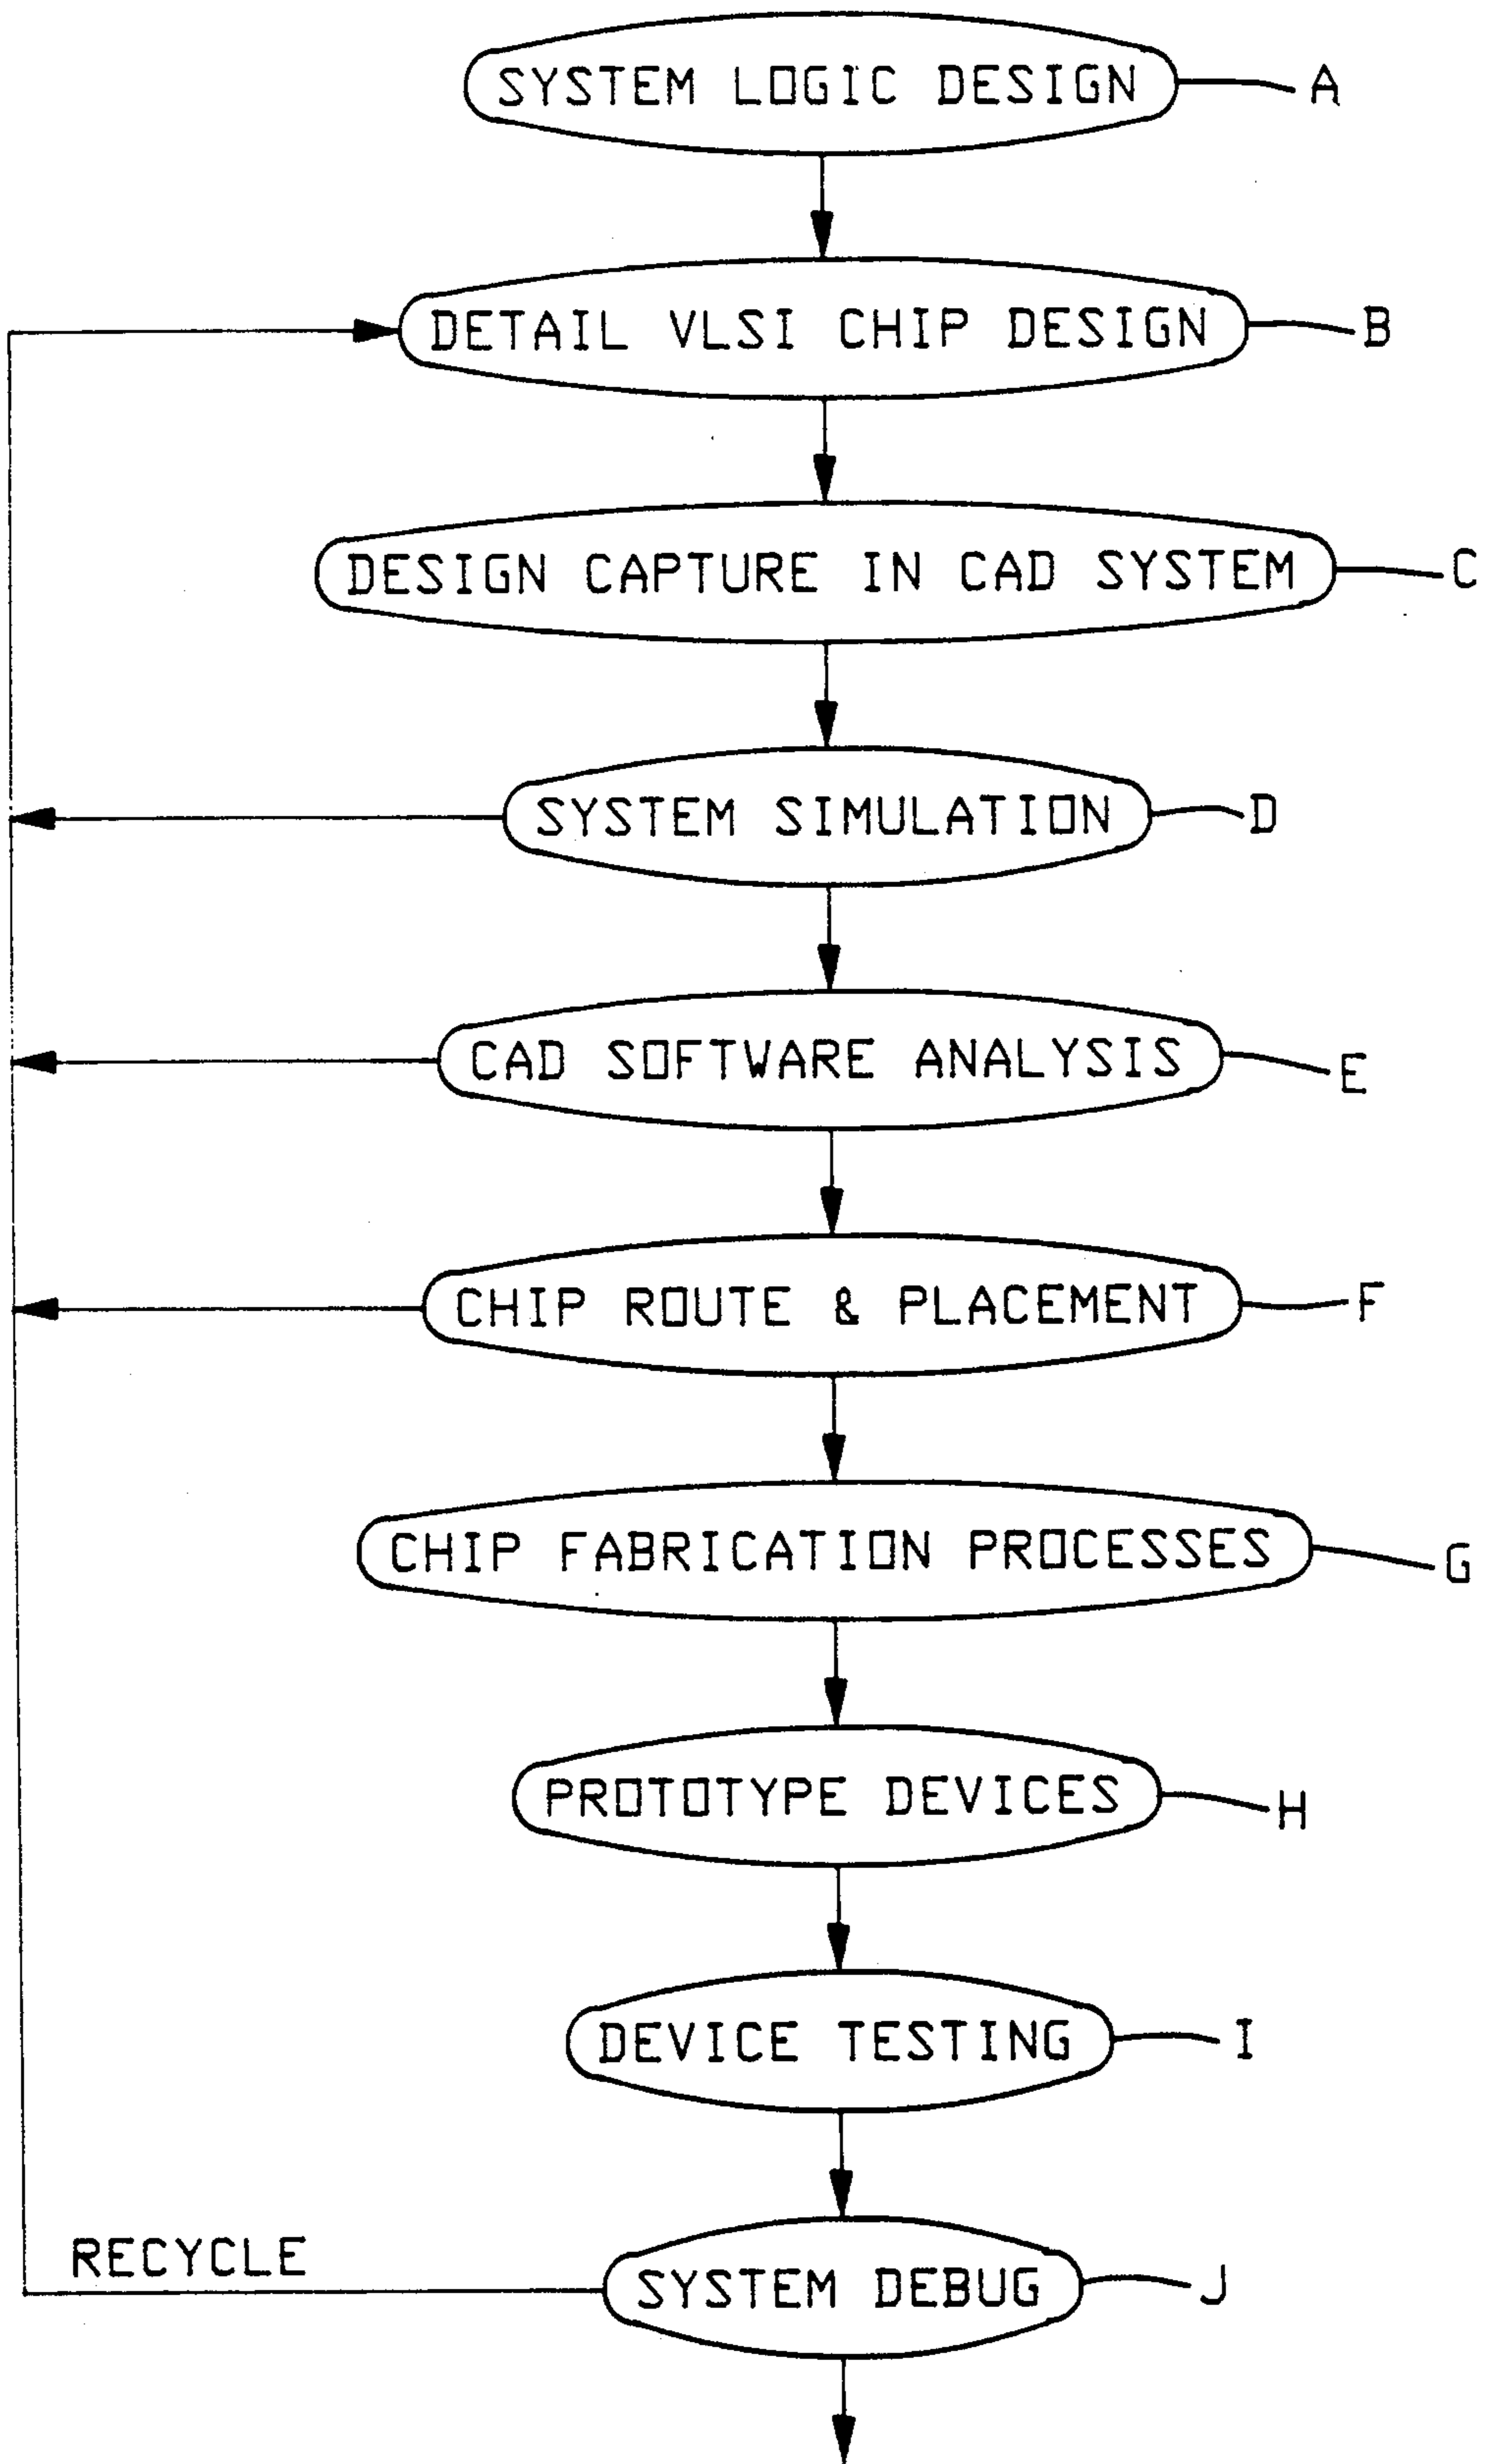 SYSTEM LOGIC DESIGN
A
DETAIL VLSI CHIP DESIGN
B
DESIGN CAPTURE IN CAD SYSTEM
C
SYSTEM SIMULATION
D
CAD SOFTWARE ANALYSIS
E
CHIP ROUTE & PLACEMENT
F
CHIP FABRICATION PROCESSES
G
PROTOTYPE DEVICES
H
DEVICE TESTING
I
RECYCLE
SYSTEM DEBUG
J